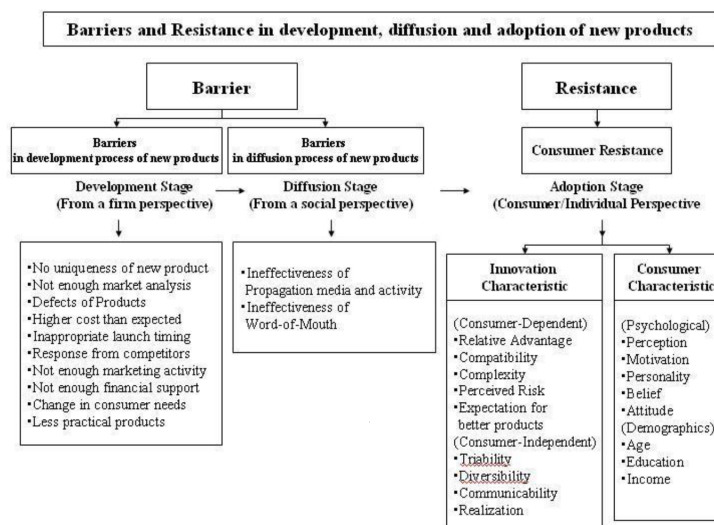 Barriers and Resistance in development, diffusion and adoption of new products
Barrier
Resistance
Barriers
in development process of new products
Barriers
in diffusion process of new products
Consumer Resistance
Development Stage
(From a firm perspective)
Diffusion Stage
(From a social perspective)
Adoption Stage
(Consumer/Individual Perspective
•No uniqueness of new product
•Not enough market analysis
•Defects of Products
•Higher cost than expected
•Inappropriate launch timing
•Response from competitors
•Not enough marketing activity
•Not enough financial support
•Change in consumer needs
•Less practical products
•Ineffectiveness of
Propagation media and activity
•Ineffectiveness of
Word-of-Mouth
Innovation
Characteristic
(Consumer-Dependent)
•Relative Advantage
•Compatibility
•Complexity
•Perceived Risk
•Expectation for
better products
(Consumer-Independent)
•Triability
•Diversibility
•Communicability
•Realization
Consumer
Characteristic
(Psychological)
•Perception
•Motivation
•Personality
•Belief
•Attitude
(Demographics)
•Age
•Education
•Income